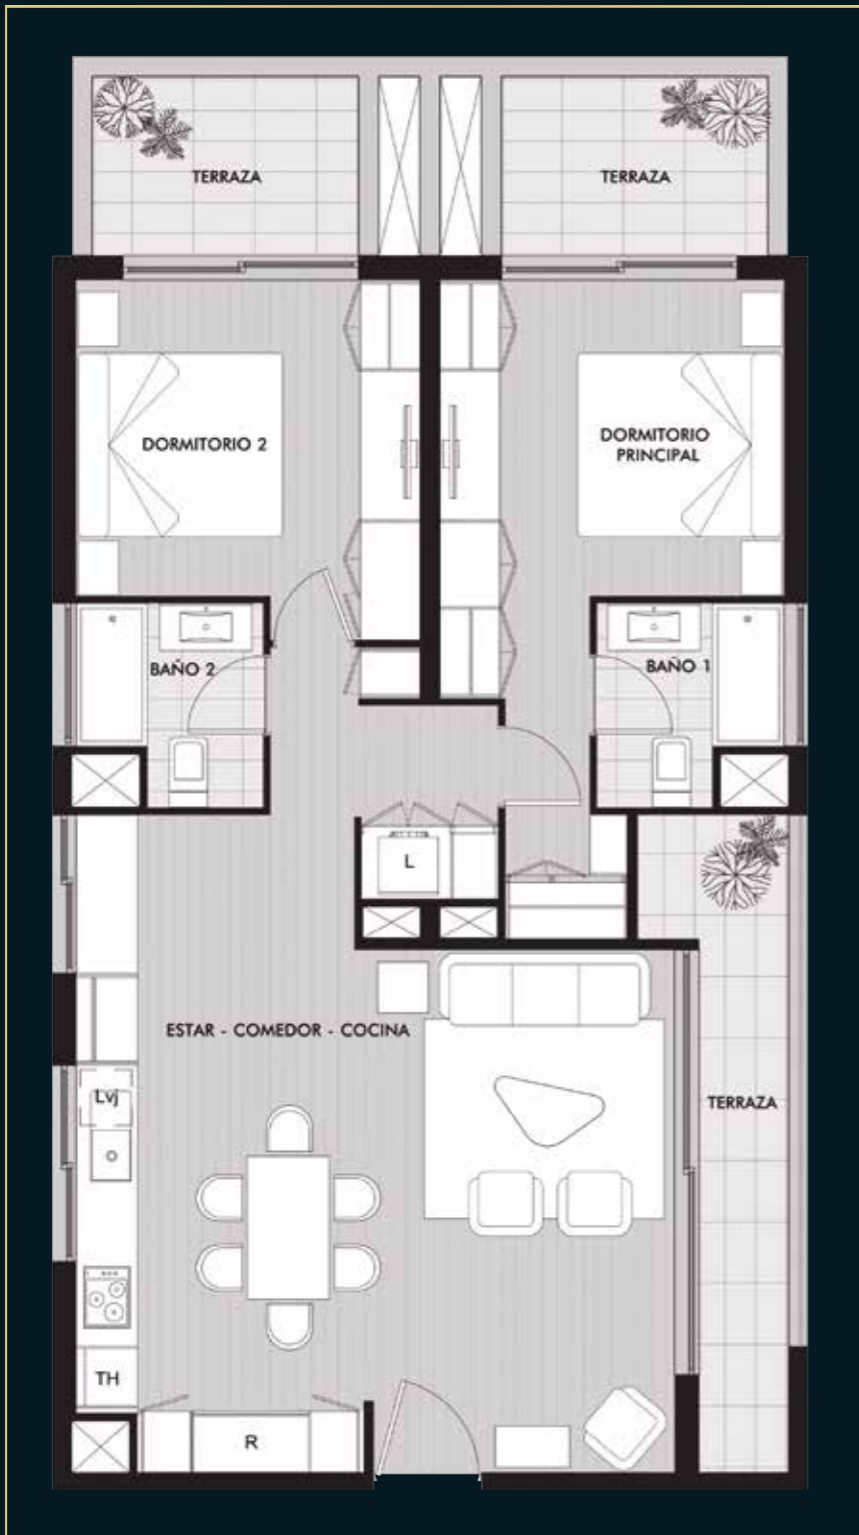 TERRAZA
TERRAZA
DORMITORIO 2
DORMITORIO
PRINCIPAL
BAÑO 2
BAÑO 1
L
ESTAR - COMEDOR - COCINA
Lvj
TERRAZA
TH
R